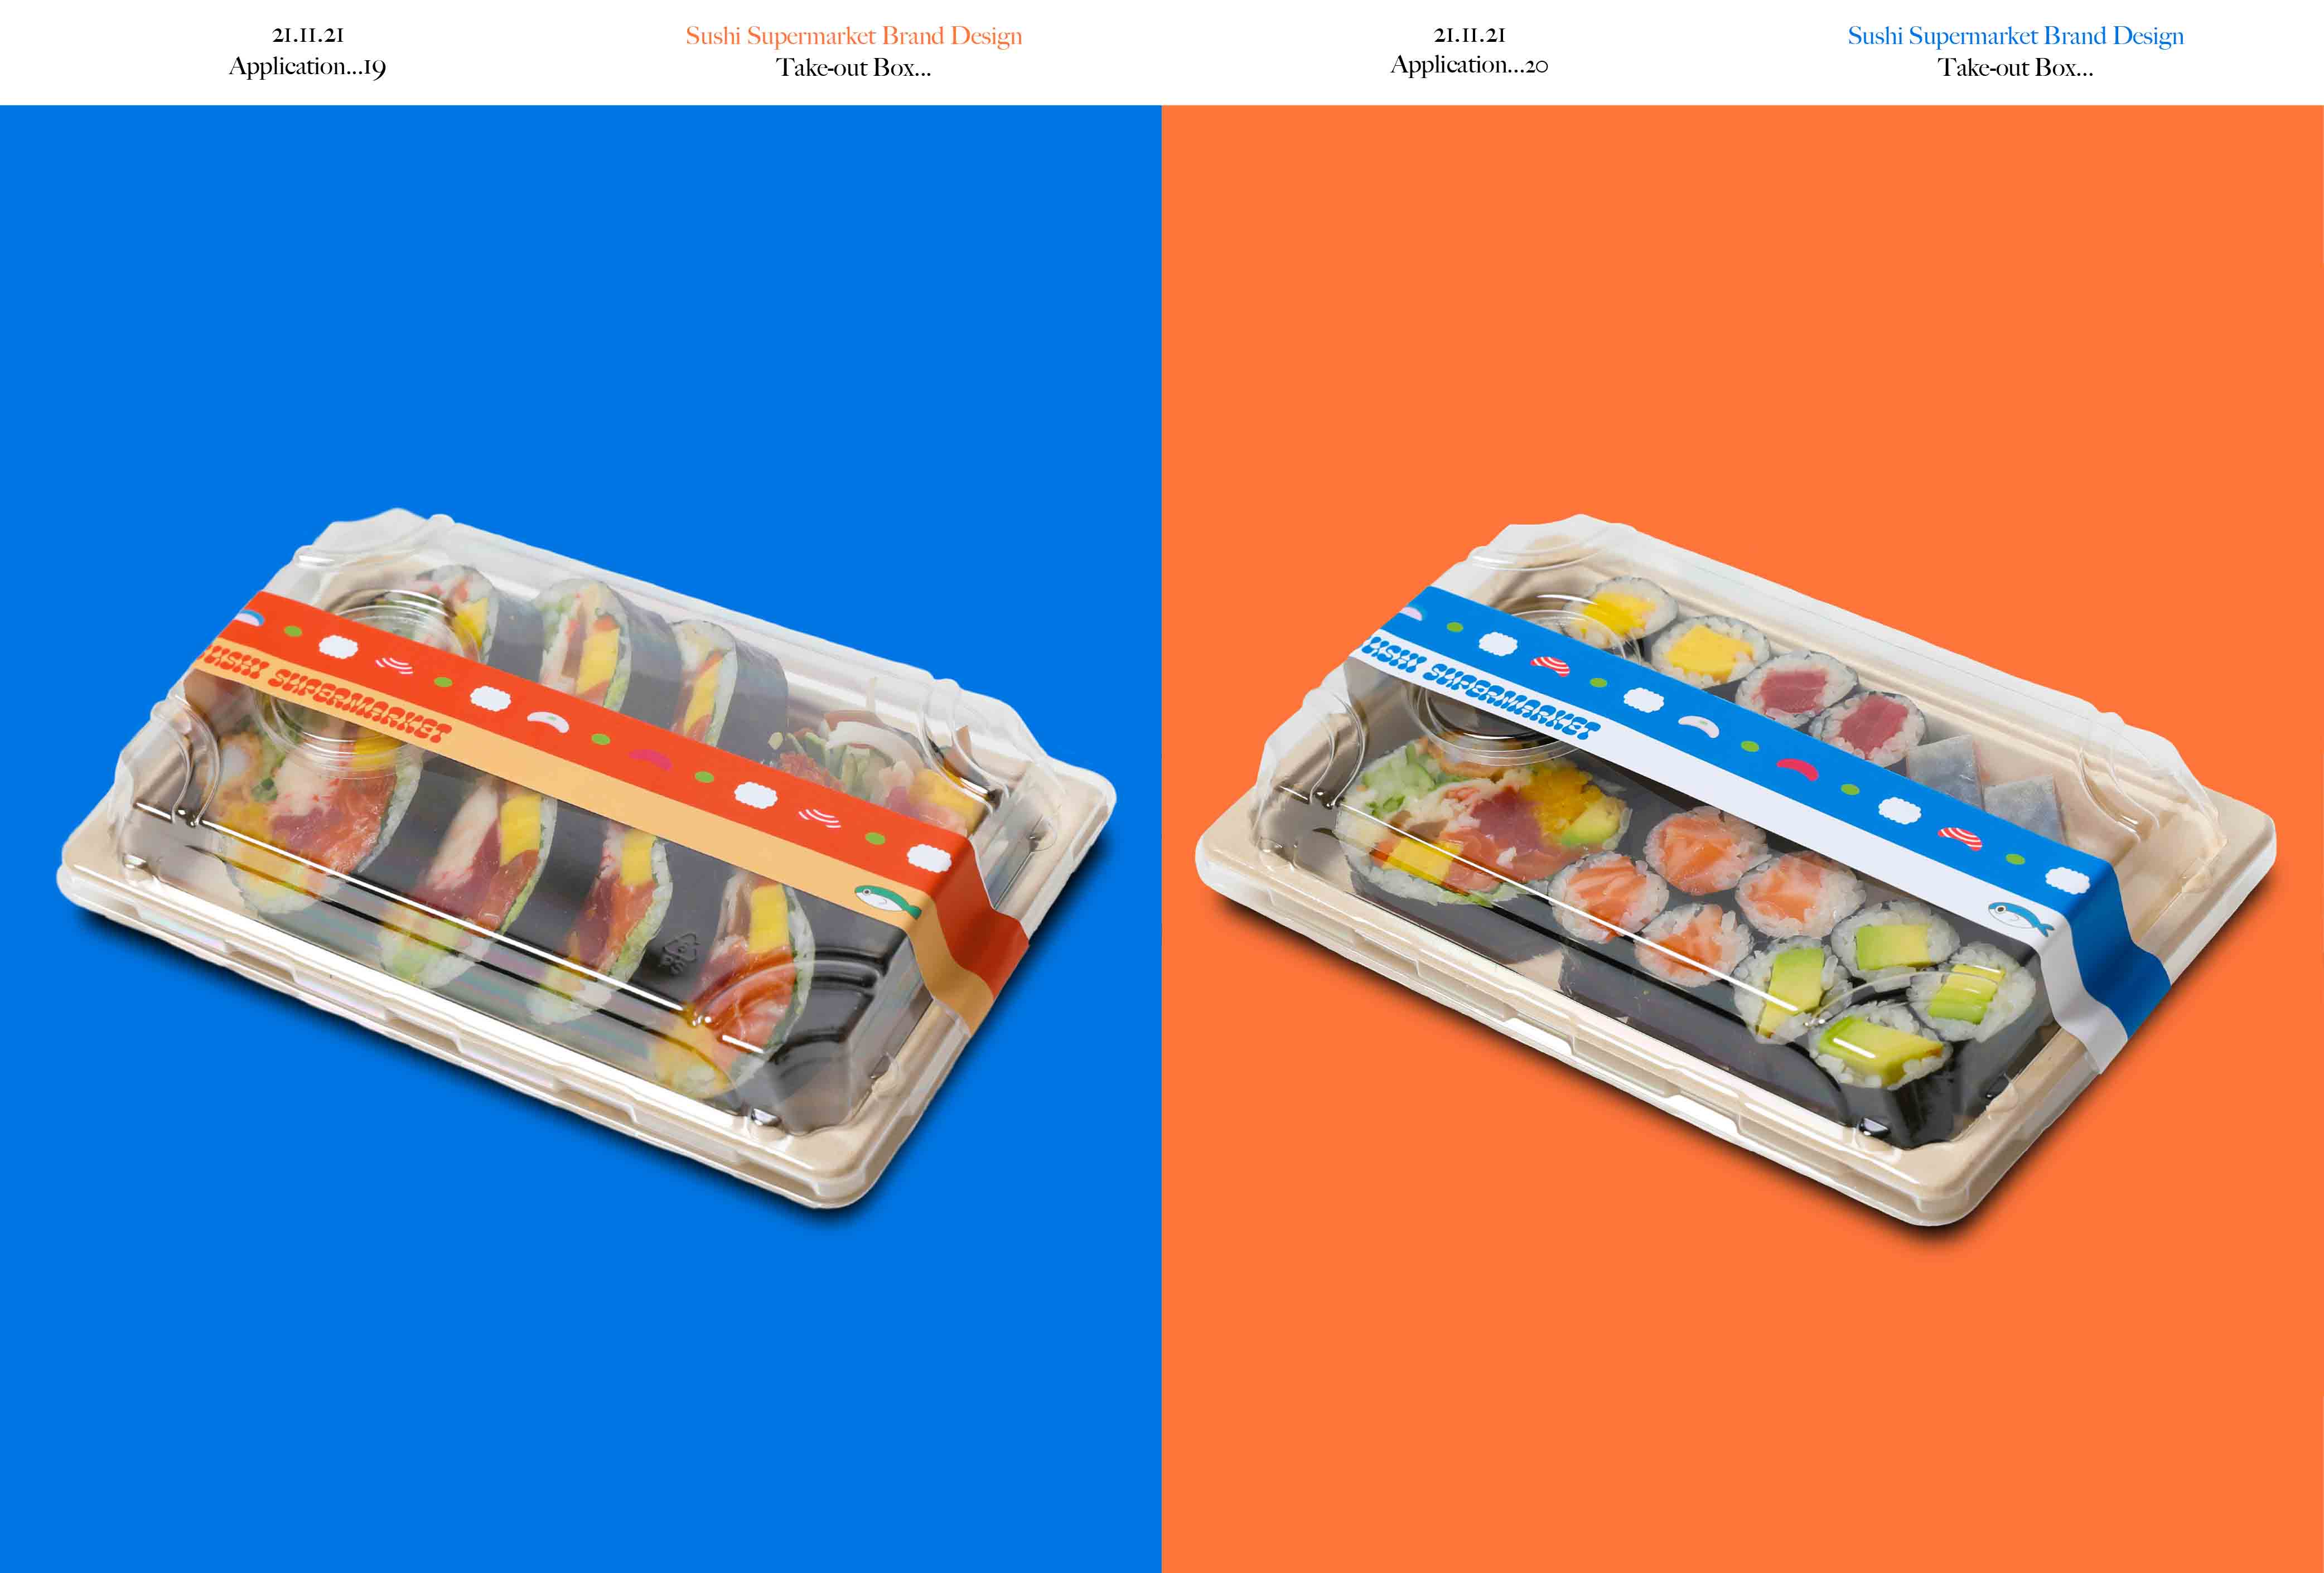 21.11.21
Application...19
Sushi Supermarket Brand Design
Take-out Box...
21.11.21
Application...20
Sushi Supermarket Brand Design
Take-out Box...
SUSHI SUPERMARKET
SUSHI SUPERMARKET